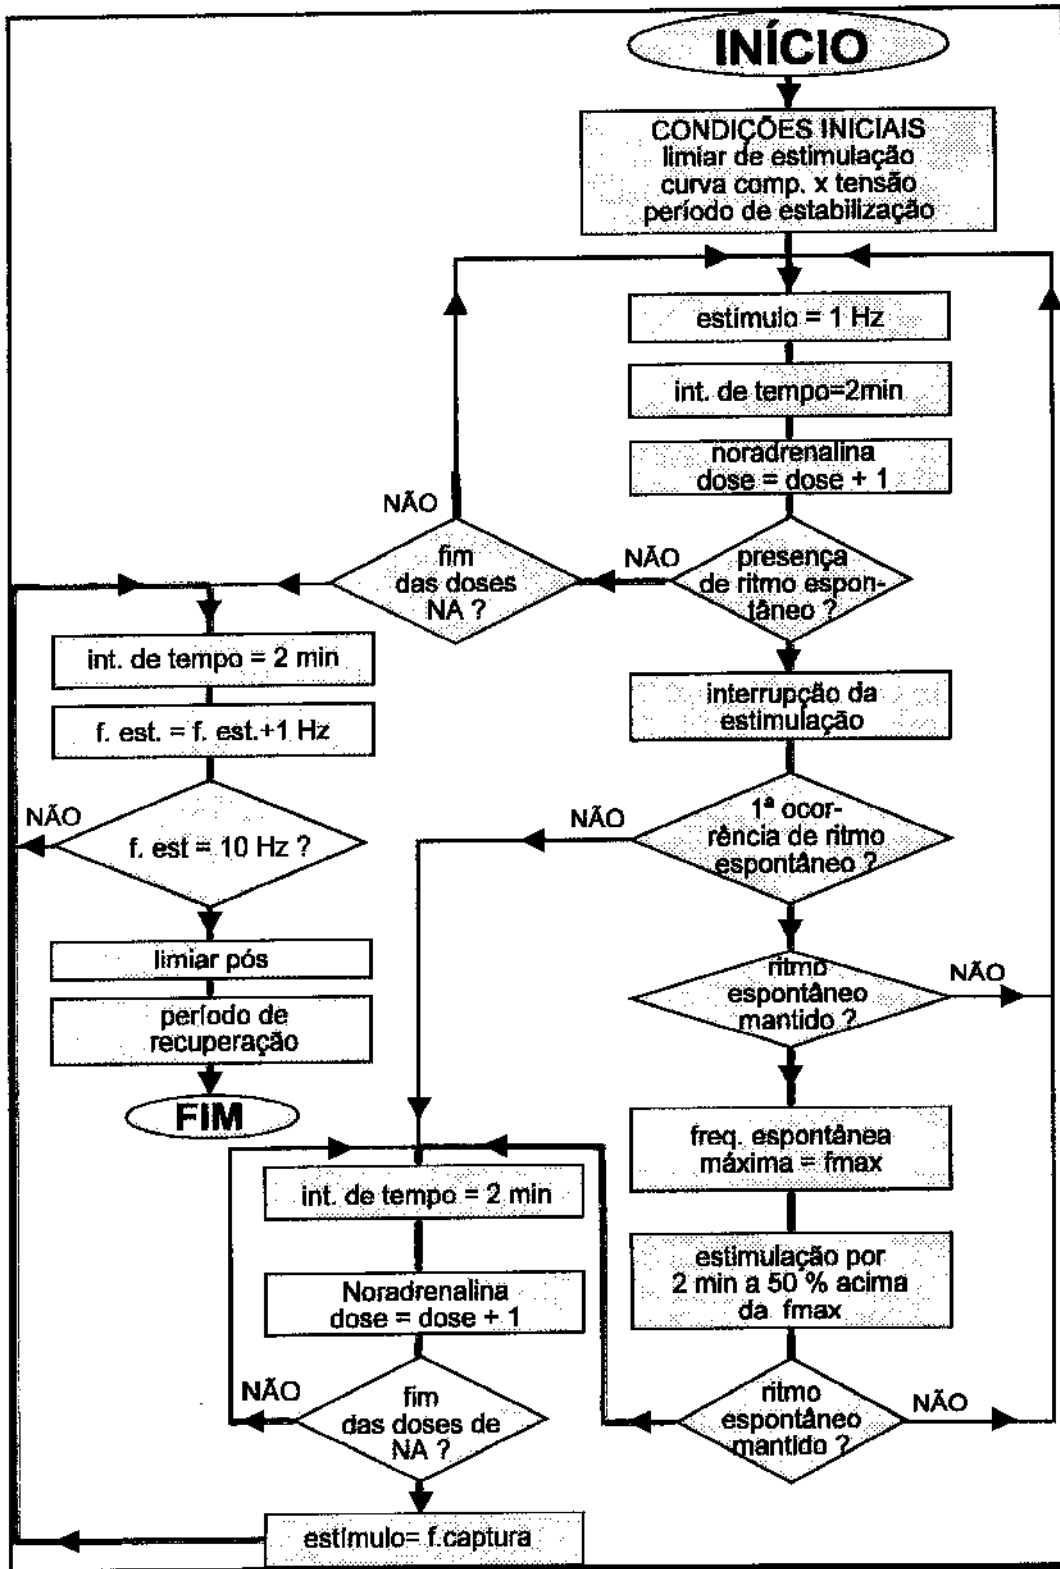 INÍCIO
CONDIÇÕES INICIAIS
limiar de estimulação
curva comp. x tensão
período de estabilização
estímulo = 1 Hz
int. de tempo=2min
noradrenalina
dose = dose + 1
presença
de ritmo espon-
tâneo ?
NÃO
fim
das doses
NA ?
NÃO
int. de tempo = 2 min
f. est. = f. est.+1 Hz
f. est = 10 Hz ?
NÃO
limiar pós
período de
recuperação
FIM
interrupção da
estimulação
1ª ocor-
rência de ritmo
espontâneo ?
NÃO
ritmo
espontâneo
mantido ?
NÃO
freq. espontânea
máxima = fmax
estimulação por
2 min a 50 % acima
da fmax
ritmo
espontâneo
mantido ?
NÃO
int. de tempo = 2 min
Noradrenalina
dose = dose + 1
fim
das doses de
NA ?
NÃO
estímulo= f.captura